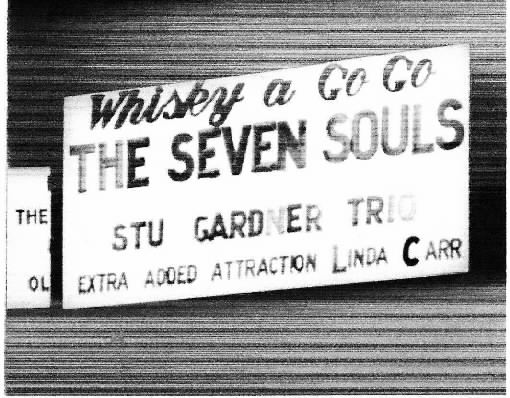 Whisky a Go Go
THE SEVEN SOULS
STU GARDNER TRIO
EXTRA ADDED ATTRACTION LINDA CARR
THE
OL